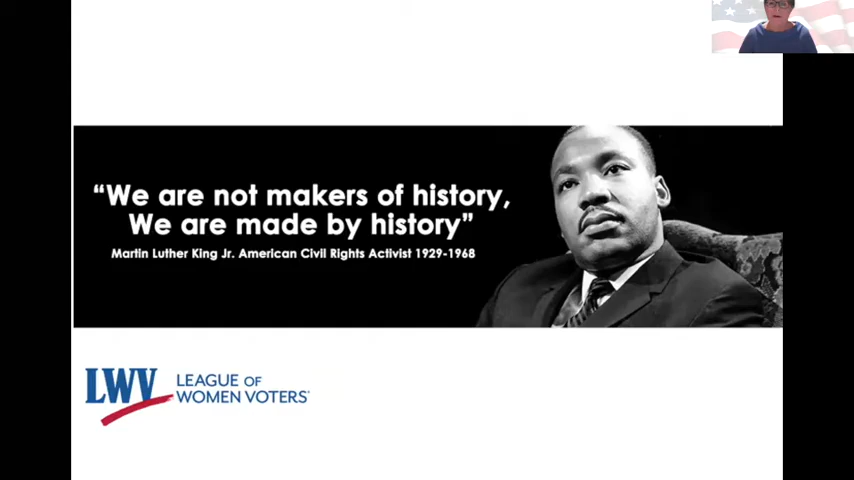 “We are not makers of history,
We are made by history”
Martin Luther King Jr. American Civil Rights Activist 1929-1968
LWV
LEAGUE OF
WOMEN VOTERS®